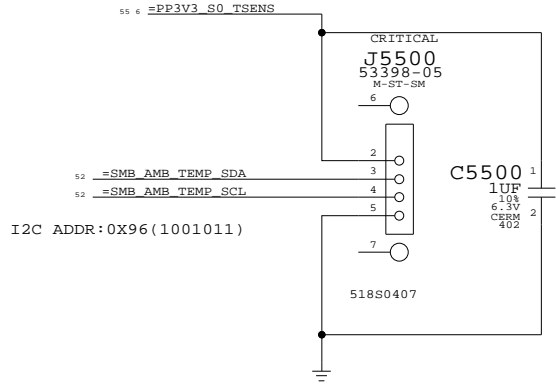 55 6 =PP3V3_S0_TSENS
CRITICAL
J5500
53398-05
M-ST-SM
6
2
52 =SMB_AMB_TEMP_SDA 3
52 =SMB_AMB_TEMP_SCL 4
5
I2C ADDR:0X96(1001011)
7
518S0407
C5500 1
1UF
10%
6.3V
CERM 2
402